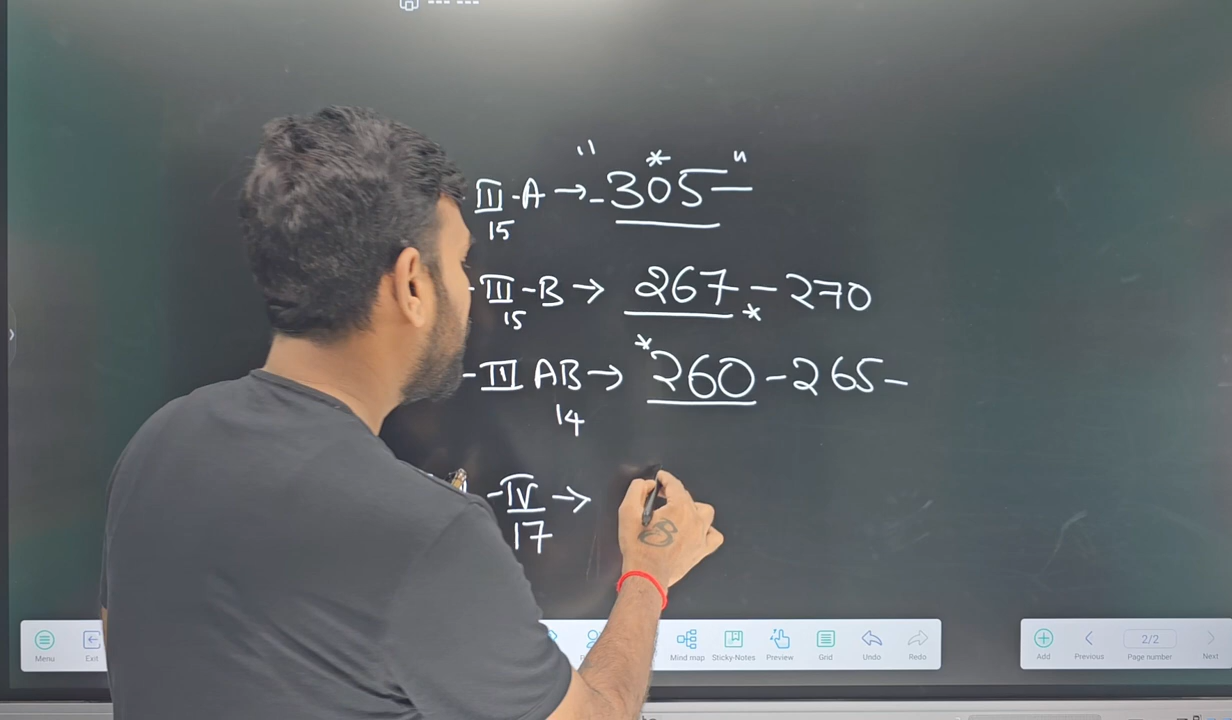 III-A → -305-
15
-III-B → 267-270
15
-III AB → 260-265-
14
-IV →
17
Menu Exit Mind map Sticky-Notes Preview Grid Undo Redo Add Previous 2/2 Page number Next